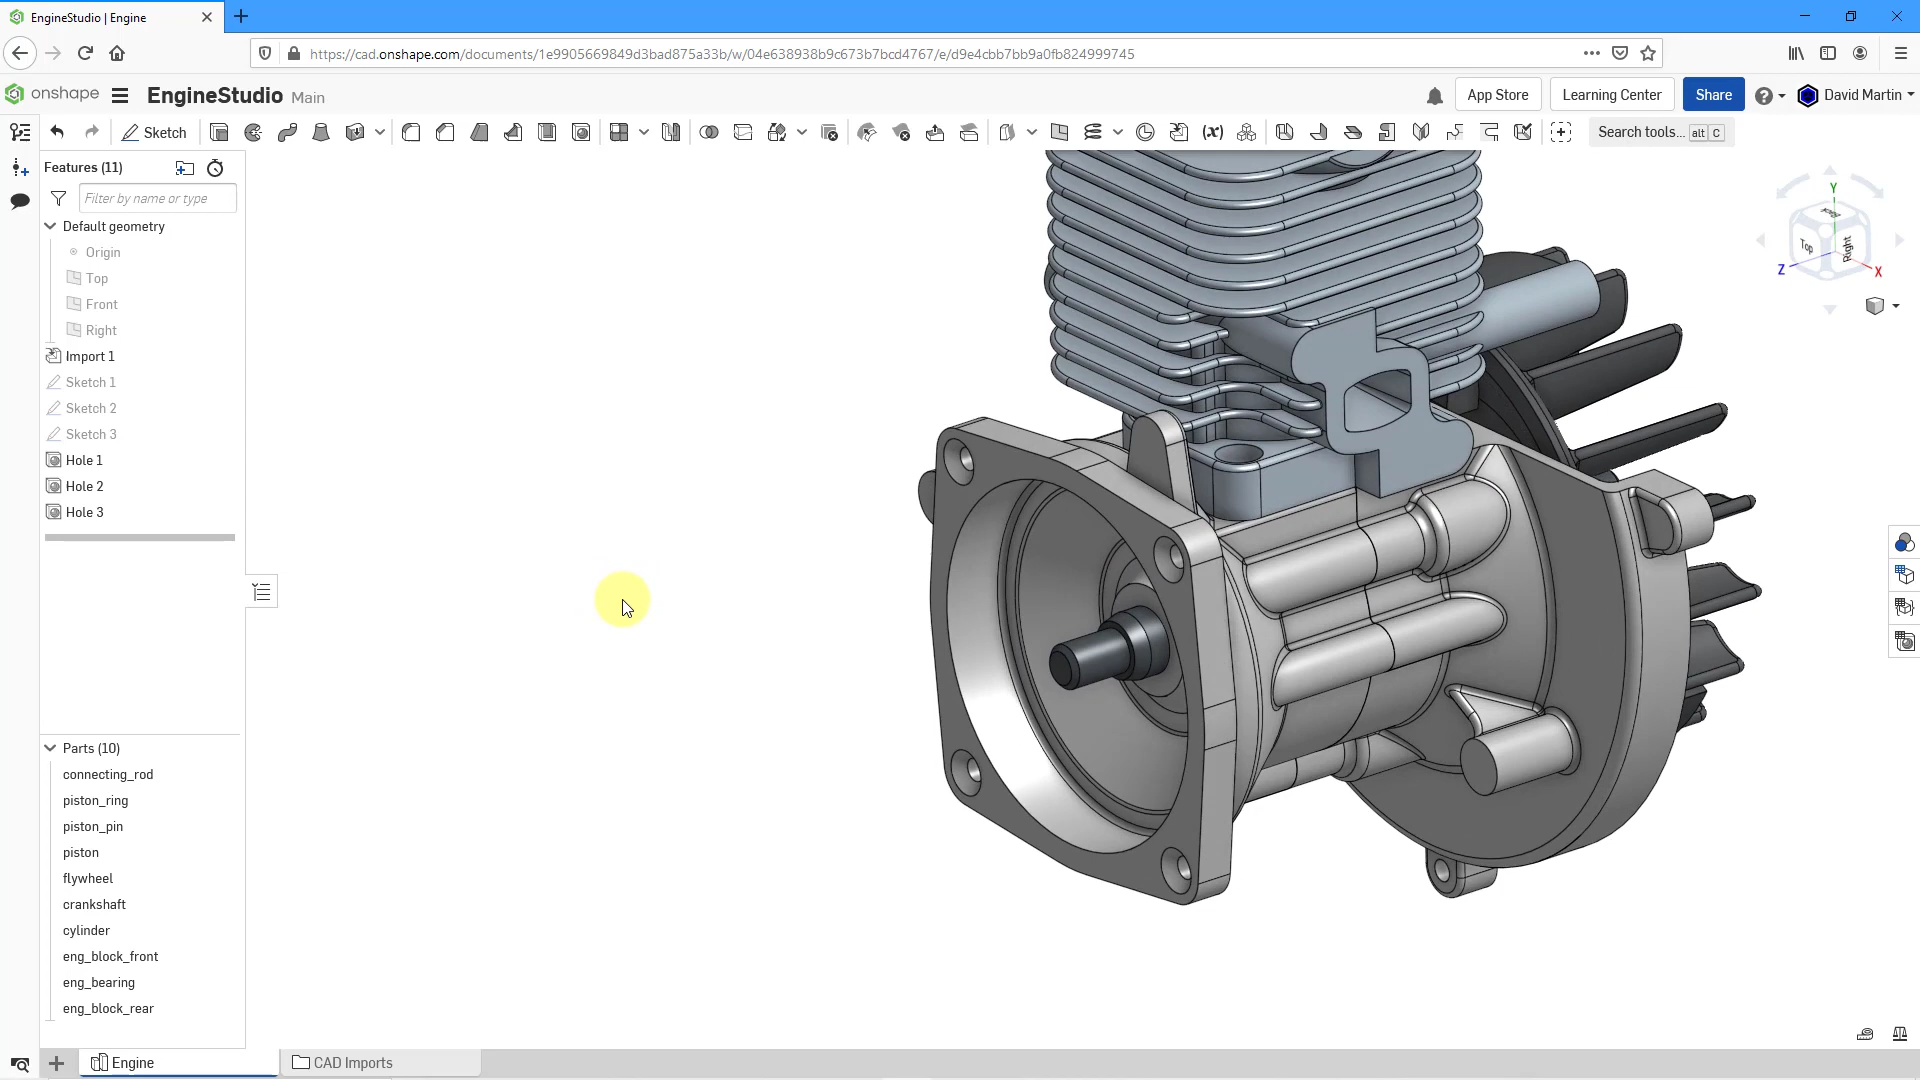 EngineStudio | Engine
https://cad.onshape.com/documents/1e9905669849d3bad875a33b/w/04e638938b9c673b7bcd4767/e/d9e4cbb7bb9a0fb824999745
onshape
EngineStudio Main
App Store
Learning Center
Share
David Martin
Sketch
(x)
Search tools... alt C
Features (11)
Filter by name or type
Default geometry
Origin
Top
Front
Right
Import 1
Sketch 1
Sketch 2
Sketch 3
Hole 1
Hole 2
Hole 3
Y
Back
Top
Right
Z
X
Parts (10)
connecting_rod
piston_ring
piston_pin
piston
flywheel
crankshaft
cylinder
eng_block_front
eng_bearing
eng_block_rear
Engine
CAD Imports